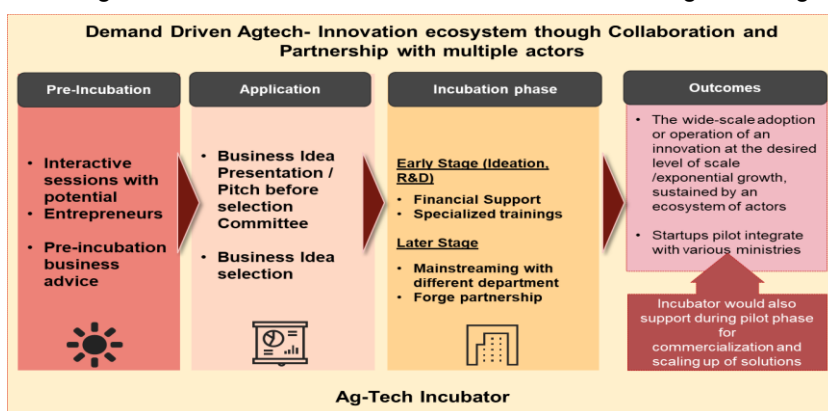 Demand Driven Agtech- Innovation ecosystem though Collaboration and
Partnership with multiple actors
Pre-Incubation
• Interactive
sessions with
potential
• Entrepreneurs
• Pre-incubation
business
advice
Application
• Business Idea
Presentation /
Pitch before
selection
Committee
• Business Idea
selection
Incubation phase
Early Stage (Ideation,
R&D)
• Financial Support
• Specialized trainings
Later Stage
• Mainstreaming with
different department
• Forge partnership
Outcomes
• The wide-scale adoption
or operation of an
innovation at the desired
level of scale
/exponential growth,
sustained by an
ecosystem of actors
• Startups pilot integrate
with various ministries
Incubator would also
support during pilot phase
for
commercialization and
scaling up of solutions
Ag-Tech Incubator